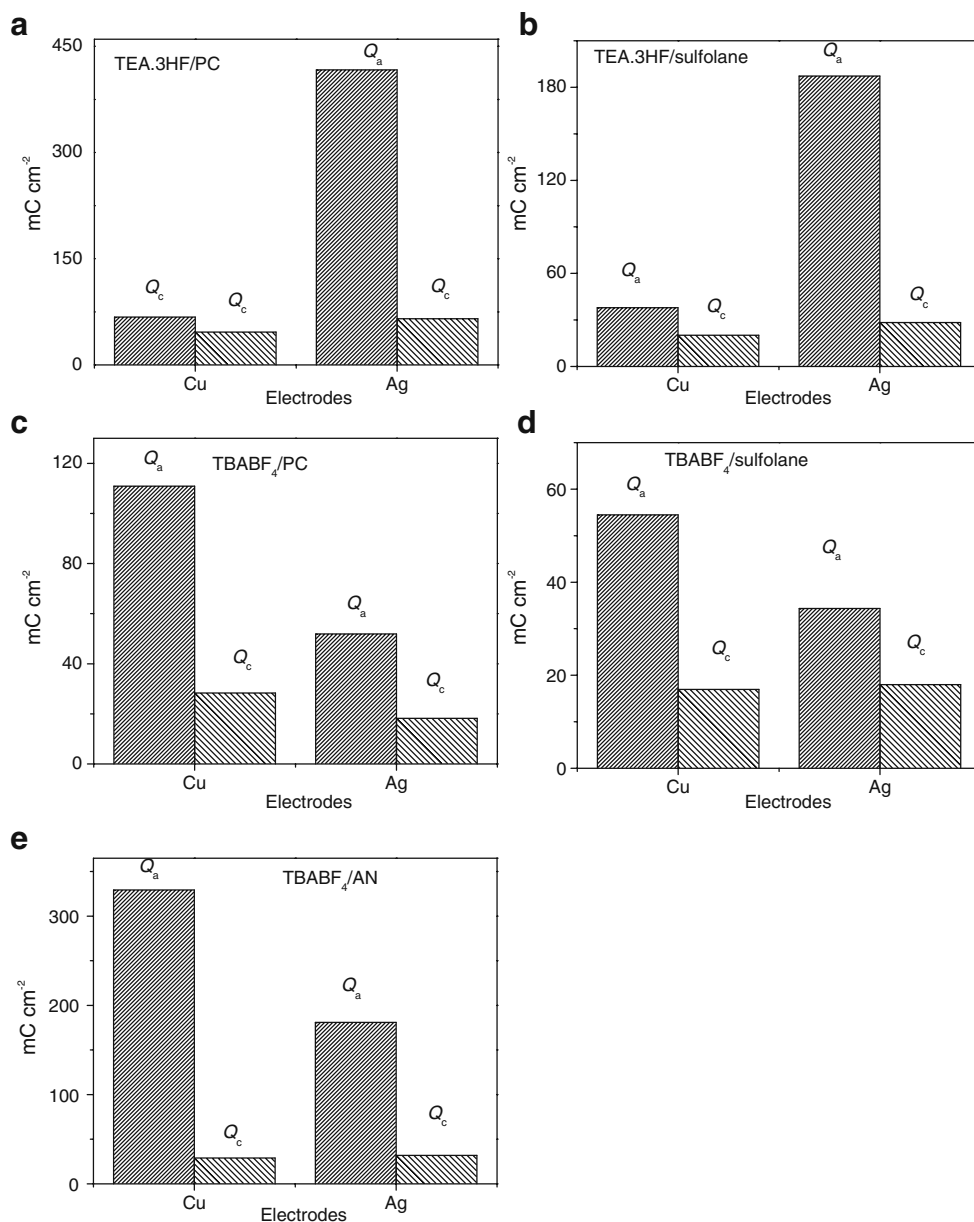 a
TEA.3HF/PC
450
300
150
0
mC cm-2
Qc
Qc
Qa
Qc
Cu
Ag
Electrodes
b
TEA.3HF/sulfolane
180
120
60
0
mC cm-2
Qa
Qc
Qa
Qc
Cu
Ag
Electrodes
c
TBABF4/PC
120
80
40
0
mC cm-2
Qa
Qc
Qa
Qc
Cu
Ag
Electrodes
d
TBABF4/sulfolane
60
40
20
0
mC cm-2
Qa
Qc
Qa
Qc
Cu
Ag
Electrodes
e
TBABF4/AN
300
200
100
0
mC cm-2
Qa
Qc
Qa
Qc
Cu
Ag
Electrodes